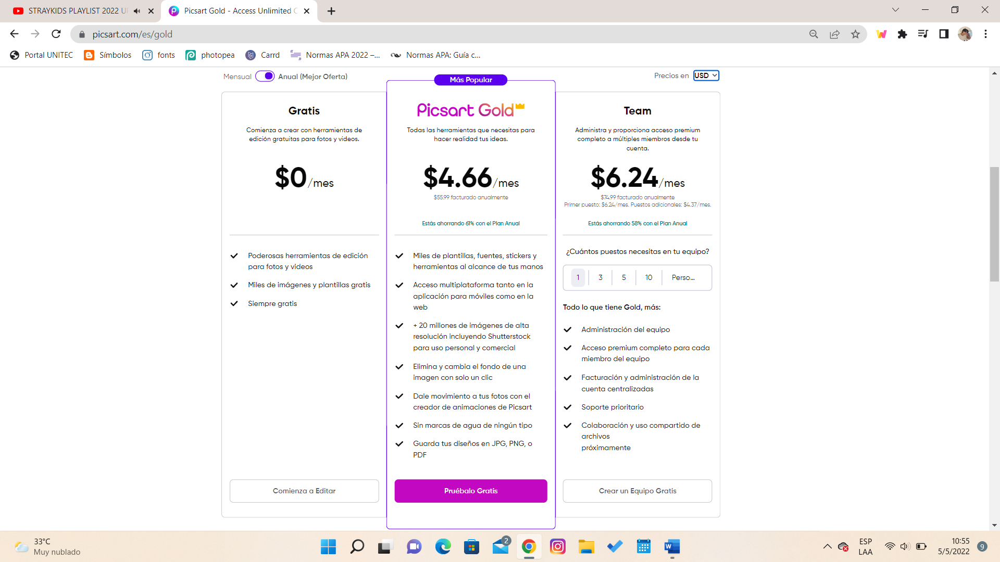 STRAYKIDS PLAYLIST 2022 U
Picsart Gold - Access Unlimited C
picsart.com/es/gold
Portal UNITEC
Símbolos
fonts
photopea
Carrd
Normas APA 2022 –...
Normas APA: Guía c...
Mensual
Anual (Mejor Oferta)
Precios en
USD
Gratis
Comienza a crear con herramientas de
edición gratuitas para fotos y videos.
$0/mes
Poderosas herramientas de edición
para fotos y videos
Miles de imágenes y plantillas gratis
Siempre gratis
Comienza a Editar
Más Popular
Picsart Gold
Todas las herramientas que necesitas para
hacer realidad tus ideas.
$4.66/mes
$55.99 facturado anualmente
Estás ahorrando 61% con el Plan Anual
Miles de plantillas, fuentes, stickers y
herramientas al alcance de tus manos
Acceso multiplataforma tanto en la
aplicación para móviles como en la
web
+ 20 millones de imágenes de alta
resolución incluyendo Shutterstock
para uso personal y comercial
Elimina y cambia el fondo de una
imagen con solo un clic
Dale movimiento a tus fotos con el
creador de animaciones de Picsart
Sin marcas de agua de ningún tipo
Guarda tus diseños en JPG, PNG, o
PDF
Pruébalo Gratis
Team
Administra y proporciona acceso premium
completo a múltiples miembros desde tu
cuenta.
$6.24/mes
$74.99 facturado anualmente
Primer puesto: $6.24/mes. Puestos adicionales: $4.37/mes.
Estás ahorrando 58% con el Plan Anual
¿Cuántos puestos necesitas en tu equipo?
1 3 5 10 Perso...
Todo lo que tiene Gold, más:
Administración del equipo
Acceso premium completo para cada
miembro del equipo
Facturación y administración de la
cuenta centralizadas
Soporte prioritario
Colaboración y uso compartido de
archivos
próximamente
Crear un Equipo Gratis
33°C
Muy nublado
2
ESP
LAA
10:55
5/5/2022
9